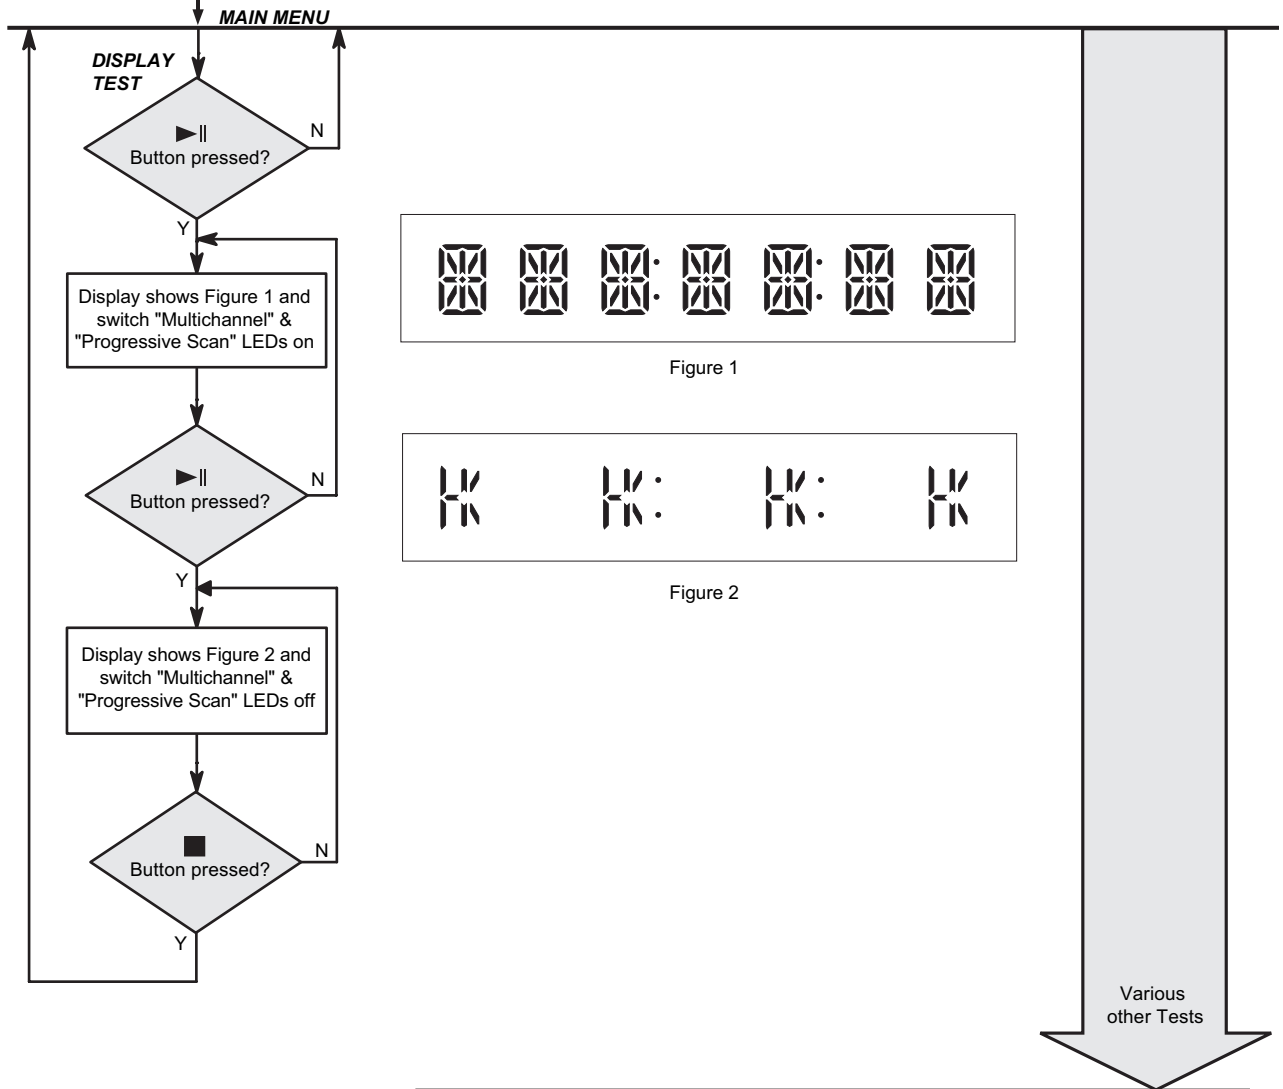 MAIN MENU
DISPLAY
TEST
Button pressed?
N
Y
Display shows Figure 1 and
switch "Multichannel" &
"Progressive Scan" LEDs on
Figure 1
Button pressed?
N
Y
Figure 2
Display shows Figure 2 and
switch "Multichannel" &
"Progressive Scan" LEDs off
Button pressed?
N
Y
Various
other Tests